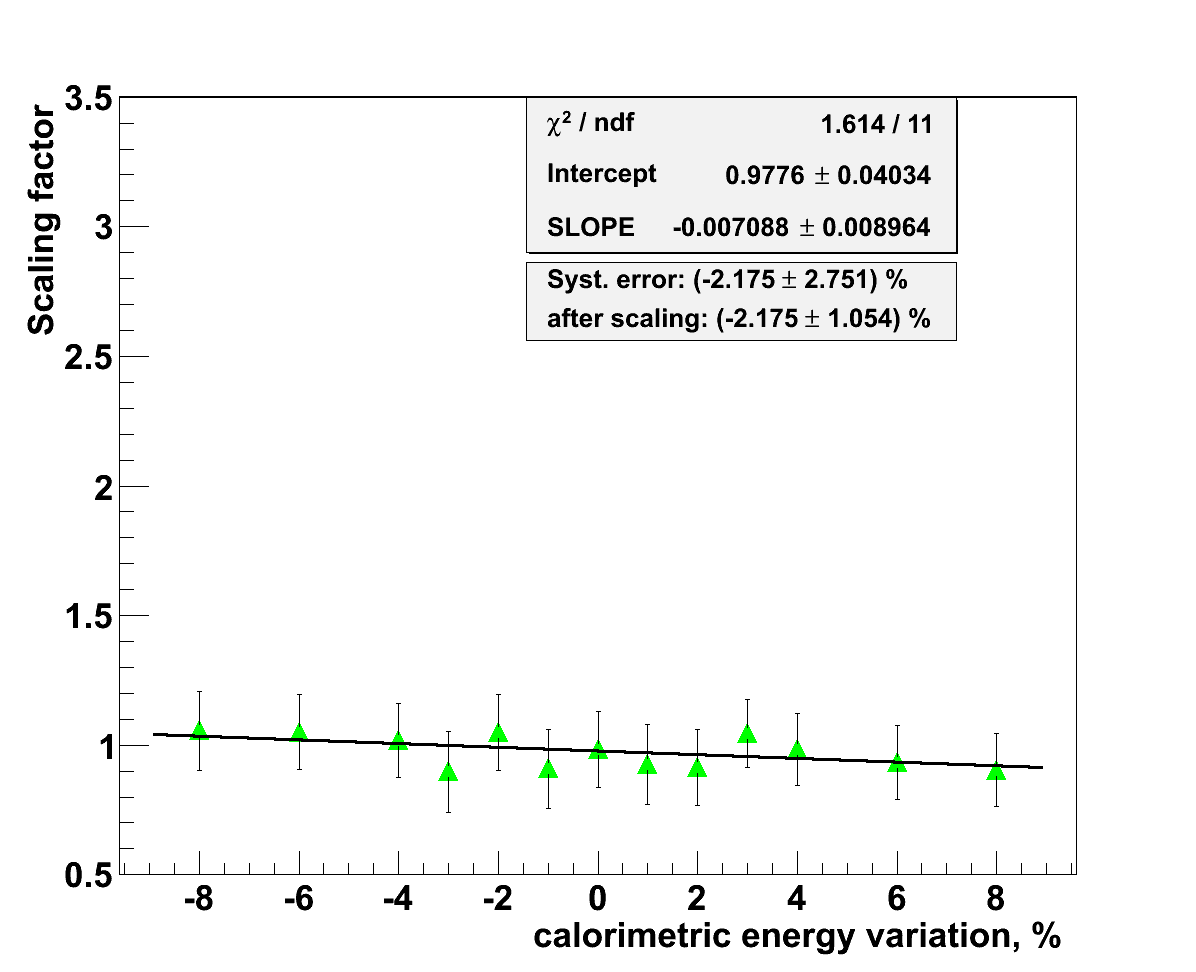 χ² / ndf 1.614 / 11
Intercept 0.9776 ± 0.04034
SLOPE -0.007088 ± 0.008964
Syst. error: (-2.175 ± 2.751) %
after scaling: (-2.175 ± 1.054) %
Scaling factor
3.5
3
2.5
2
1.5
1
0.5
-8 -6 -4 -2 0 2 4 6 8
calorimetric energy variation, %